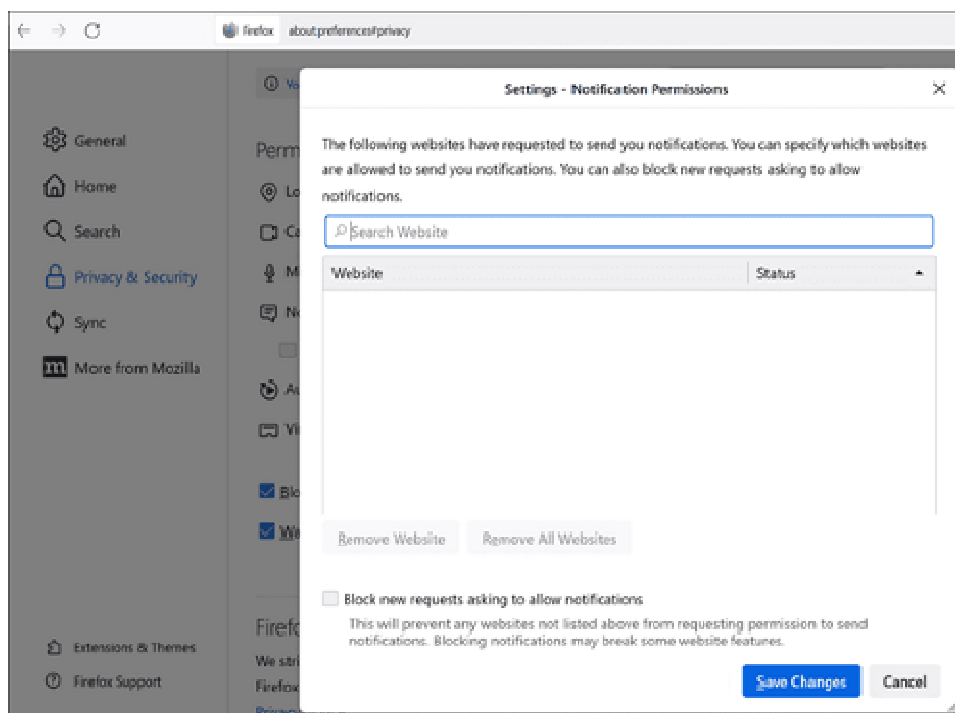 Firefox about:preferences#privacy
Settings - Notification Permissions
General
Home
Search
Privacy & Security
Sync
More from Mozilla
Extensions & Themes
Firefox Support
The following websites have requested to send you notifications. You can specify which websites
are allowed to send you notifications. You can also block new requests asking to allow
notifications.
Search Website
Website Status
Remove Website Remove All Websites
Block new requests asking to allow notifications
This will prevent any websites not listed above from requesting permission to send
notifications. Blocking notifications may break some website features.
Save Changes Cancel
We stri
Firefox